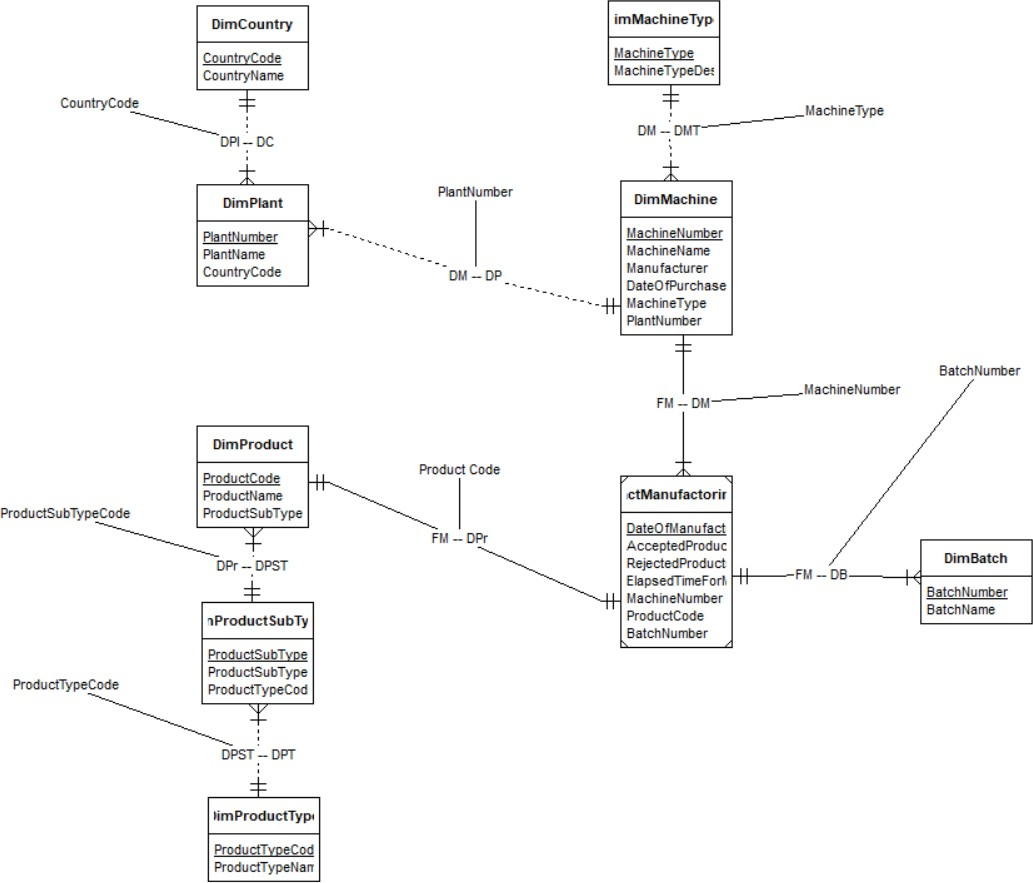 DimCountry
CountryCode
CountryName
CountryCode
DPl -- DC
DimPlant
PlantNumber
PlantName
CountryCode
PlantNumber
DM -- DP
imMachineTyp
MachineType
MachineTypeDes
MachineType
DM -- DMT
DimMachine
MachineNumber
MachineName
Manufacturer
DateOfPurchase
MachineType
PlantNumber
MachineNumber
FM -- DM
BatchNumber
DimProduct
ProductCode
ProductName
ProductSubType
Product Code
FM -- DPr
ctManufactorin
DateOfManufact
AcceptedProduc
RejectedProduct
ElapsedTimeForM
MachineNumber
ProductCode
BatchNumber
FM -- DB
DimBatch
BatchNumber
BatchName
ProductSubTypeCode
DPr -- DPST
nProductSubTy
ProductSubType
ProductSubType
ProductTypeCod
ProductTypeCode
DPST -- DPT
DimProductType
ProductTypeCod
ProductTypeNam